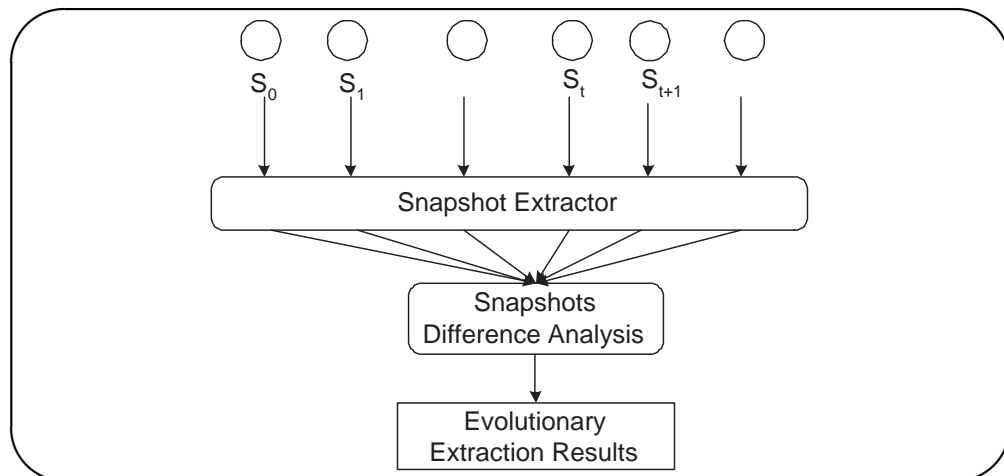 S0 S1 St St+1
Snapshot Extractor
Snapshots
Difference Analysis
Evolutionary
Extraction Results